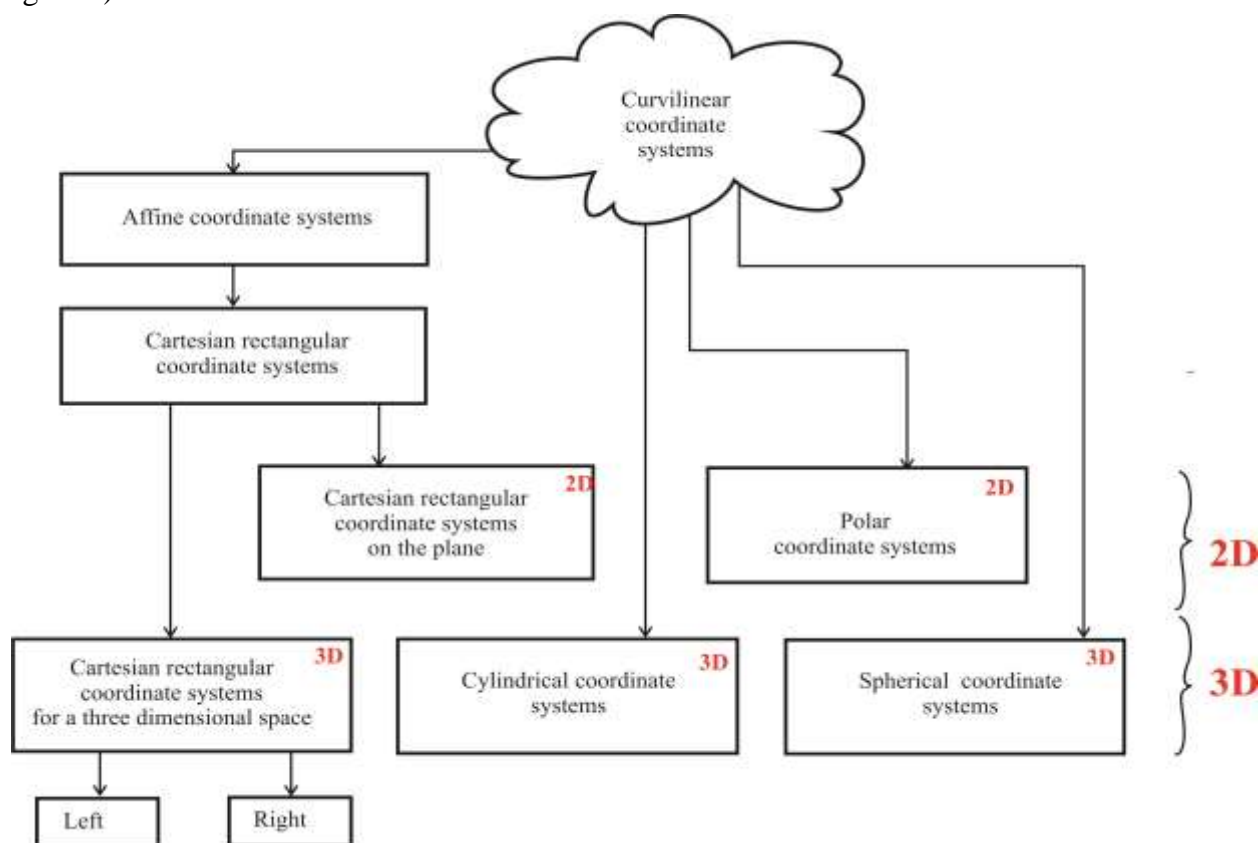 Curvilinear
coordinate
systems
Affine coordinate systems
Cartesian rectangular
coordinate systems
2D
Cartesian rectangular
coordinate systems
on the plane
2D
Polar
coordinate systems
2D
3D
Cartesian rectangular
coordinate systems
for a three dimensional space
3D
Cylindrical coordinate
systems
3D
Spherical coordinate
systems
3D
Left
Right